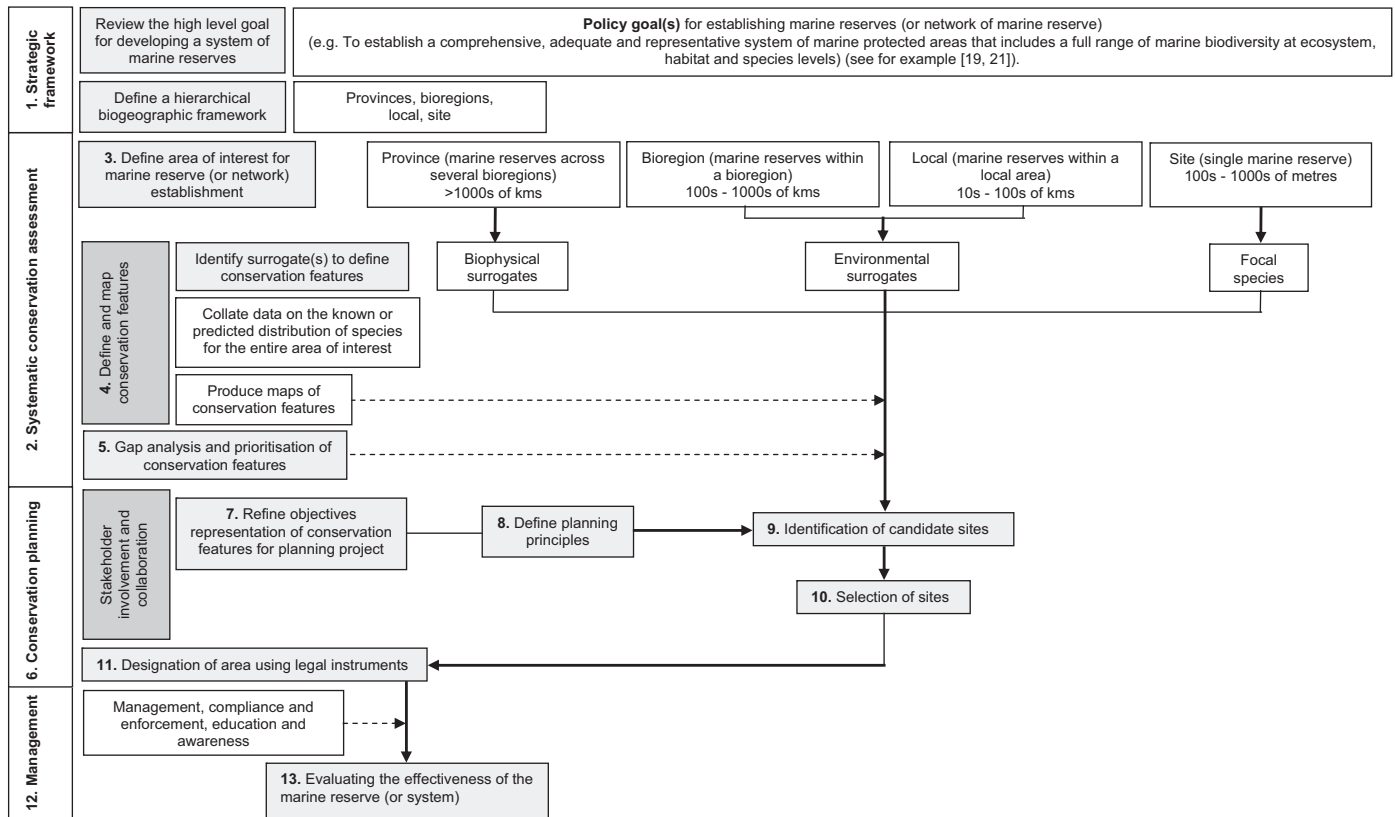 1. Strategic
framework
Review the high level goal
for developing a system of
marine reserves
Policy goal(s) for establishing marine reserves (or network of marine reserve)
(e.g. To establish a comprehensive, adequate and representative system of marine protected areas that includes a full range of marine biodiversity at ecosystem,
habitat and species levels) (see for example [19, 21]).
Define a hierarchical
biogeographic framework
Provinces, bioregions,
local, site
2. Systematic conservation assessment
3. Define area of interest for
marine reserve (or network)
establishment
Province (marine reserves across
several bioregions)
>1000s of kms
Bioregion (marine reserves within
a bioregion)
100s - 1000s of kms
Local (marine reserves within a
local area)
10s - 100s of kms
Site (single marine reserve)
100s - 1000s of metres
4. Define and map
conservation features
Identify surrogate(s) to define
conservation features
Biophysical
surrogates
Environmental
surrogates
Focal
species
Collate data on the known or
predicted distribution of species
for the entire area of interest
Produce maps of
conservation features
5. Gap analysis and prioritisation of
conservation features
6. Conservation planning
Stakeholder
involvement and
collaboration
7. Refine objectives
representation of conservation
features for planning project
8. Define planning
principles
9. Identification of candidate sites
10. Selection of sites
11. Designation of area using legal instruments
12. Management
Management, compliance and
enforcement, education and
awareness
13. Evaluating the effectiveness of the
marine reserve (or system)